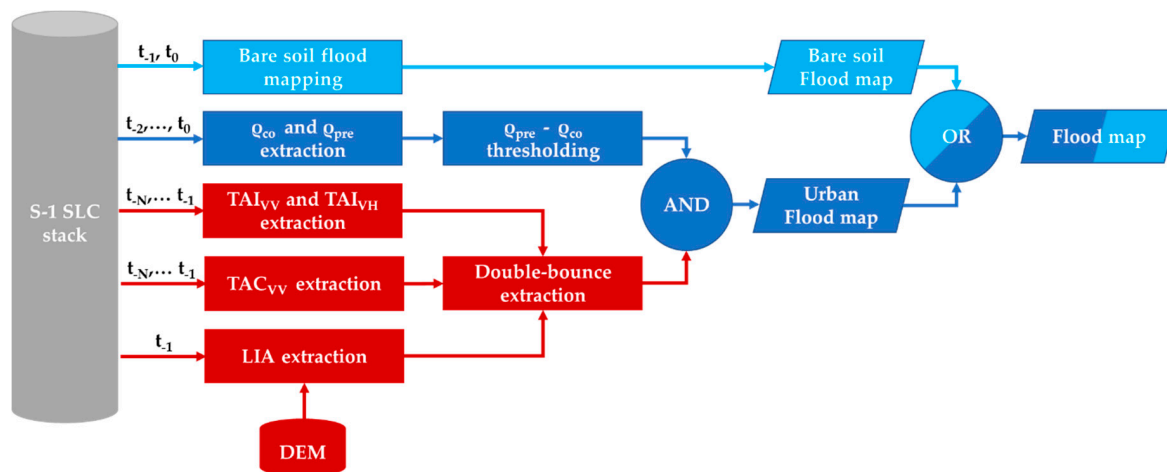 S-1 SLC
stack
t-1, t0
Bare soil flood
mapping
Bare soil
Flood map
t-2,..., t0
ϱco and ϱpre
extraction
ϱpre - ϱco
thresholding
OR
Flood map
t-N,... t-1
TAIVV and TAIVH
extraction
AND
Urban
Flood map
t-N,... t-1
TACVV extraction
Double-bounce
extraction
t-1
LIA extraction
DEM